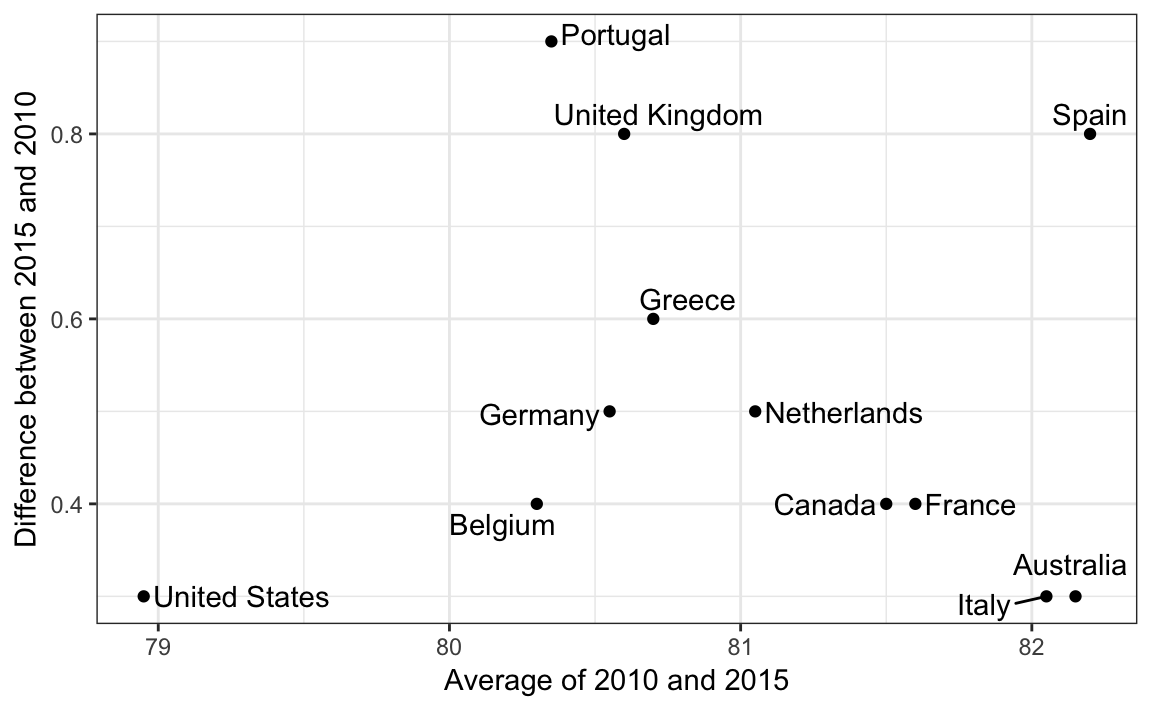 Portugal
United Kingdom
Spain
0.8
Greece
0.6
Germany
Netherlands
Canada
France
0.4
Belgium
Australia
United States
Italy
79
80
81
82
Average of 2010 and 2015
Difference between 2015 and 2010